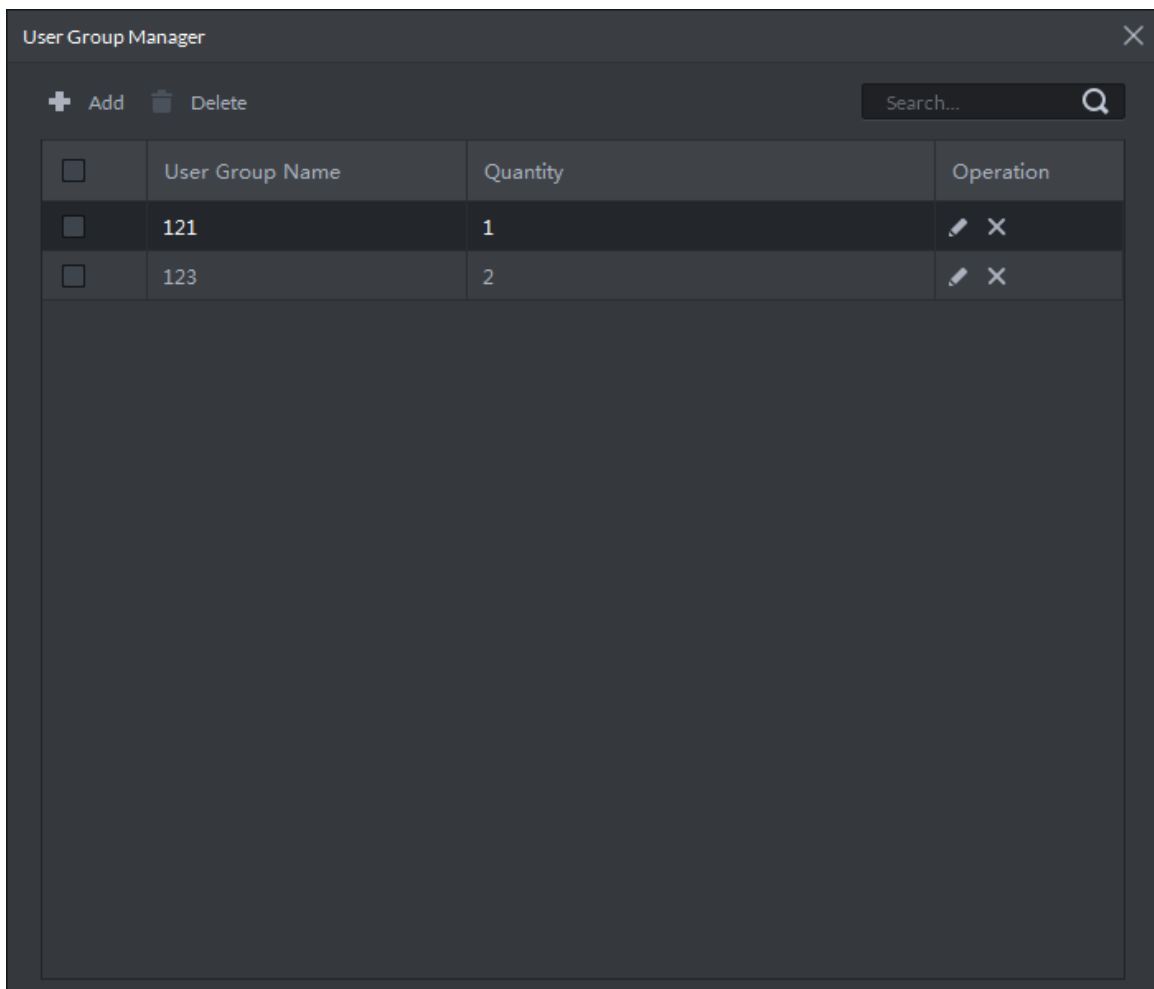 User Group Manager
Add Delete Search...
User Group Name Quantity Operation
121 1
123 2